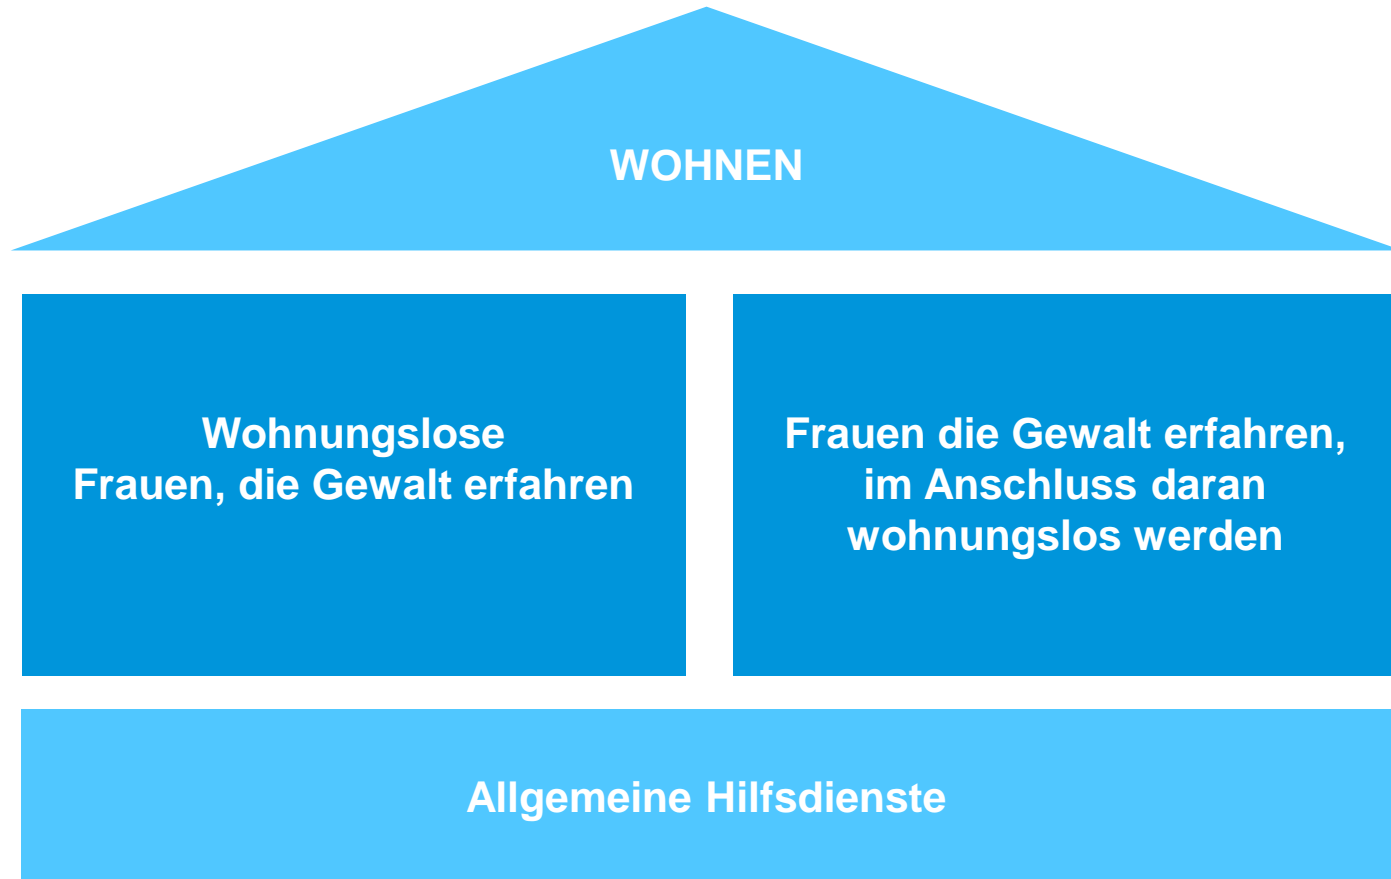 WOHNEN
Wohnungslose
Frauen, die Gewalt erfahren
Frauen die Gewalt erfahren,
im Anschluss daran
wohnungslos werden
Allgemeine Hilfsdienste